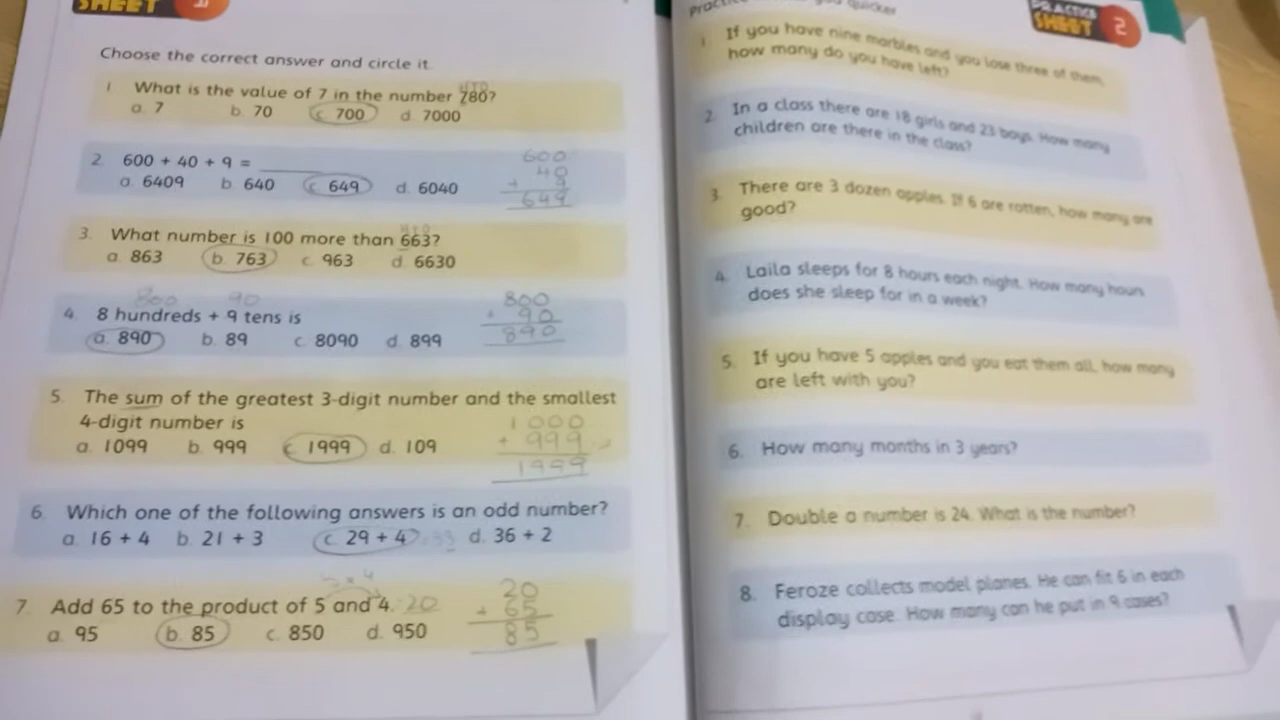 SHEET
Choose the correct answer and circle it.
1 What is the value of 7 in the number 780?
HTO
a. 7 b. 70 c. 700 d. 7000
2. 600 + 40 + 9 = ________
a. 6409 b. 640 c. 649 d. 6040
600
40
+ 9
649
3. What number is 100 more than 663?
HTO
a. 863 b. 763 c. 963 d. 6630
800 90
4. 8 hundreds + 9 tens is
a. 890 b. 89 c. 8090 d. 899
800
+ 90
890
5. The sum of the greatest 3-digit number and the smallest
4-digit number is
a. 1099 b. 999 c. 1999 d. 109
1000
+ 999
1999
6. Which one of the following answers is an odd number?
a. 16 + 4 b. 21 + 3 c. 29 + 4 33 d. 36 + 2
5 x 4
7. Add 65 to the product of 5 and 4. 20
a. 95 b. 85 c. 850 d. 950
20
+ 65
85
quicker
PRACTICE
SHEET 2
1. If you have nine marbles and you lose three of them,
how many do you have left?
2. In a class there are 18 girls and 23 boys. How many
children are there in the class?
3. There are 3 dozen apples. If 6 are rotten, how many are
good?
4. Laila sleeps for 8 hours each night. How many hours
does she sleep for in a week?
5. If you have 5 apples and you eat them all, how many
are left with you?
6. How many months in 3 years?
7. Double a number is 24. What is the number?
8. Feroze collects model planes. He can fit 6 in each
display case. How many can he put in 9 cases?